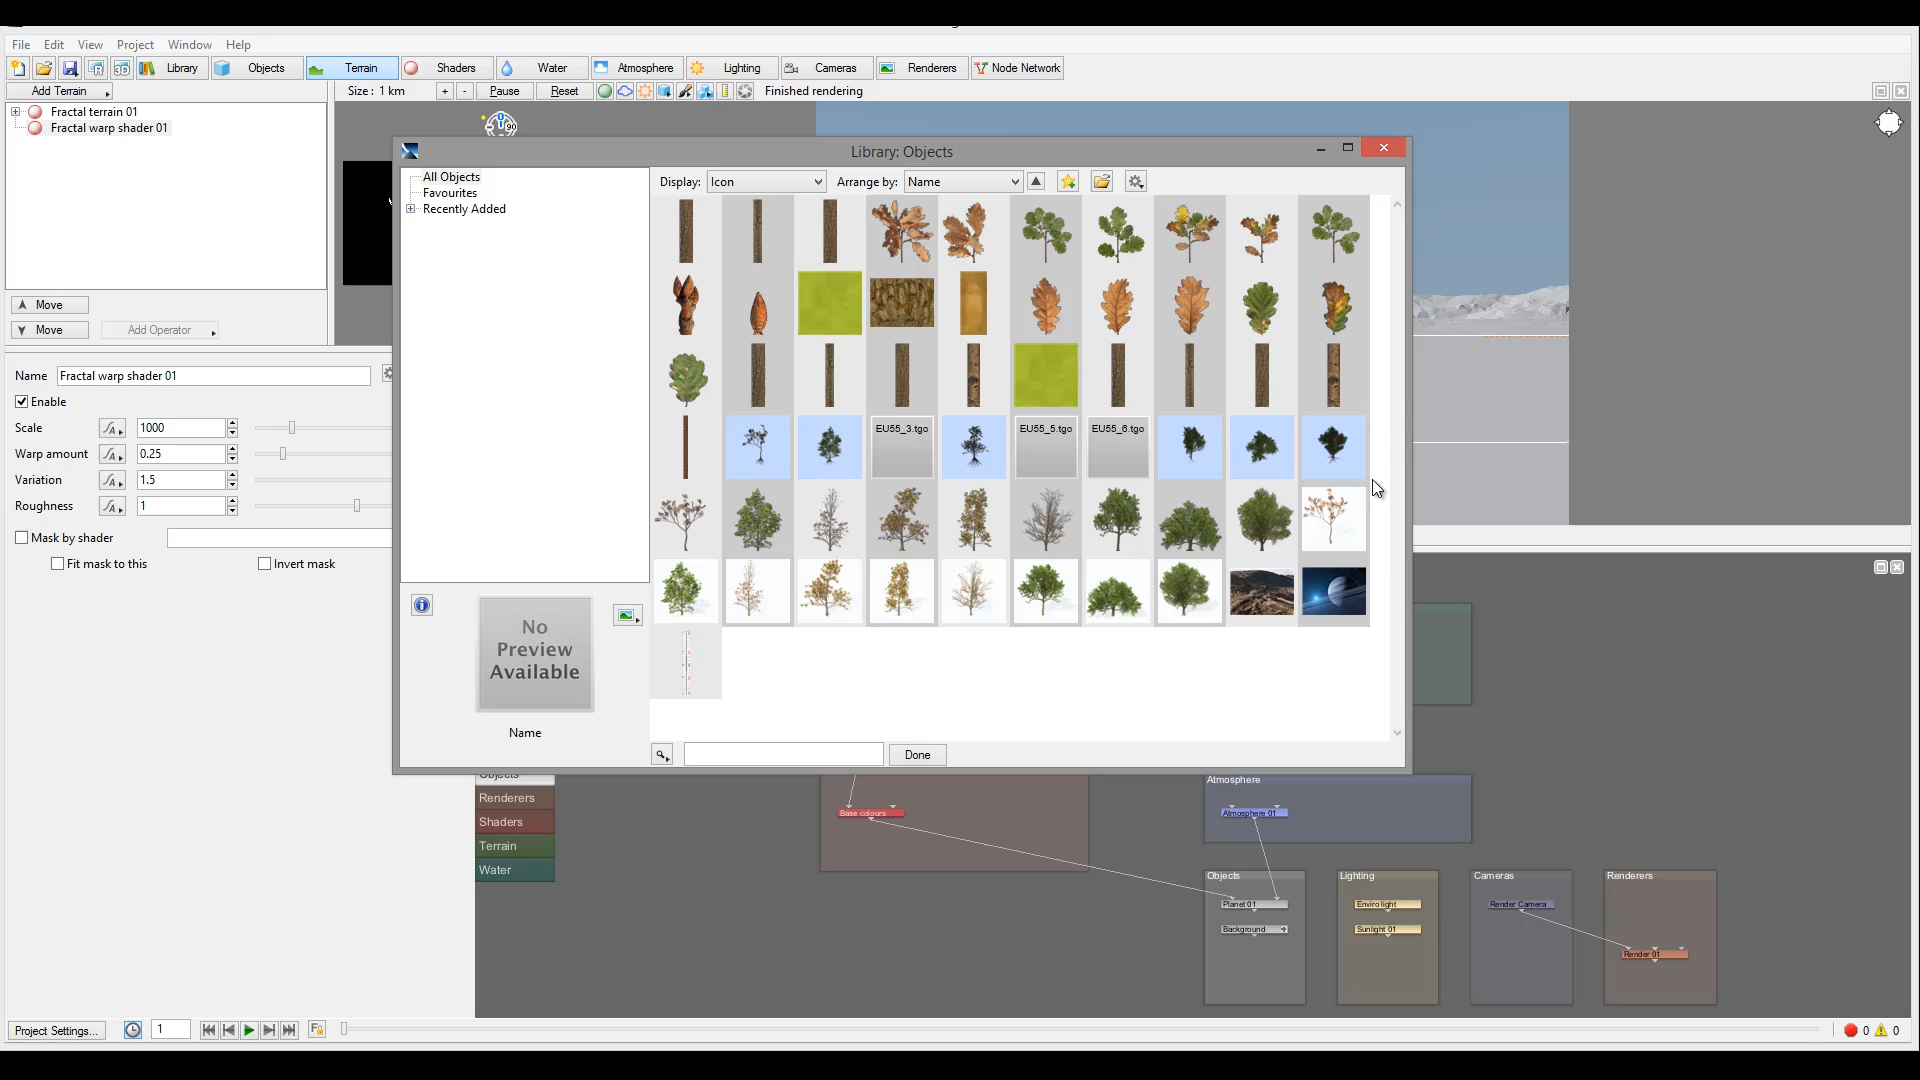 File Edit View Project Window Help
Library Objects Terrain Shaders Water Atmosphere Lighting Cameras Renderers Node Network
Add Terrain Size : 1 km + - Pause Reset Finished rendering
Fractal terrain 01
Fractal warp shader 01
90
Move
Move Add Operator
Name Fractal warp shader 01
Enable
Scale 1000
Warp amount 0.25
Variation 1.5
Roughness 1
Mask by shader
Fit mask to this Invert mask
Library: Objects
All Objects
Favourites
Recently Added
Display: Icon Arrange by: Name
EU55_3.tgo EU55_5.tgo EU55_6.tgo
No
Preview
Available
Name
Done
Objects
Renderers
Shaders
Terrain
Water
Base colours
Atmosphere
Atmosphere 01
Objects
Planet 01
Background
Lighting
Enviro light
Sunlight 01
Cameras
Render Camera
Renderers
Render 01
Project Settings... 1 F 0 0